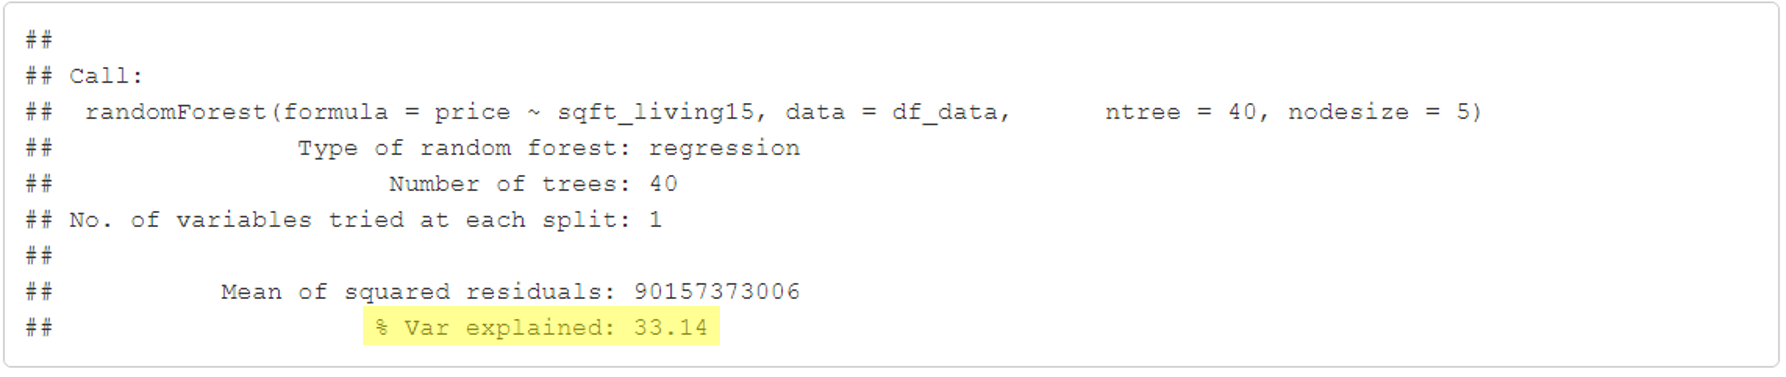 ##
## Call:
##  randomForest(formula = price ~ sqft_living15, data = df_data,      ntree = 40, nodesize = 5)
##                Type of random forest: regression
##                      Number of trees: 40
## No. of variables tried at each split: 1
##
##           Mean of squared residuals: 90157373006
##                     % Var explained: 33.14